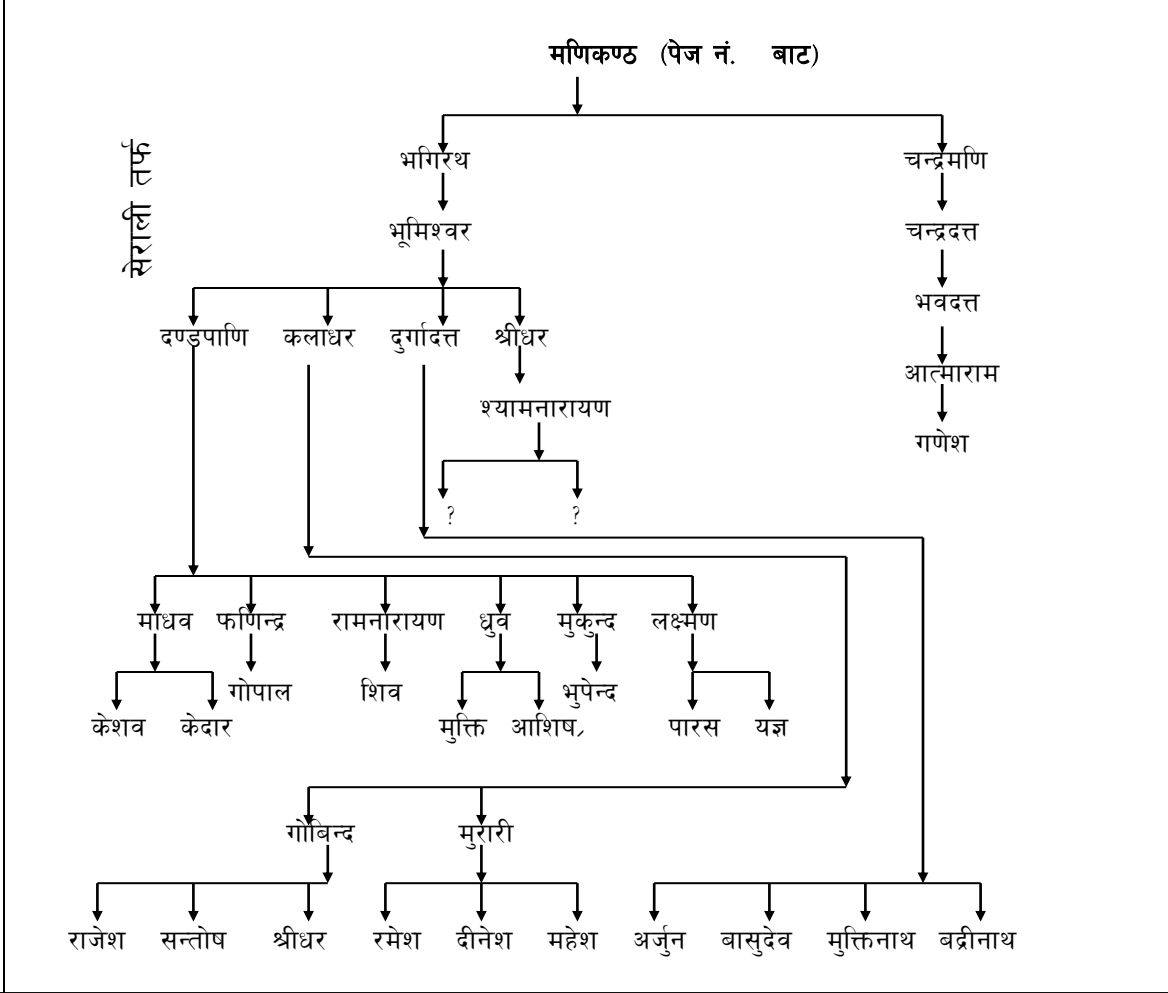 मणिकण्ठ (पेज नं. बाट)
सेराली तर्फ
भगिरथ चन्द्रमणि
भूमिश्वर चन्द्रदत्त
भवदत्त
दण्डपाणि कलाधर दुर्गादत्त श्रीधर
आत्माराम
श्यामनारायण
गणेश
? ?
माधव फणिन्द्र रामनारायण ध्रुव मुकुन्द लक्ष्मण
गोपाल शिव भुपेन्द
केशव केदार मुक्ति आशिष, पारस यज्ञ
गोबिन्द मुरारी
राजेश सन्तोष श्रीधर रमेश दीनेश महेश अर्जुन बासुदेव मुक्तिनाथ बद्रीनाथ